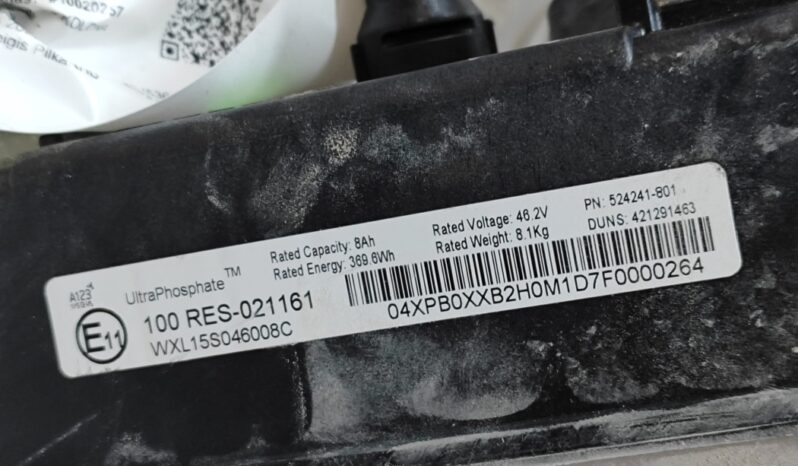 A123
UltraPhosphate™
Rated Capacity: 8Ah
Rated Energy: 369.6Wh
Rated Voltage: 46.2V
Rated Weight: 8.1Kg
PN: 524241-B01
DUNS: 421291463
E11
100 RES-021161
WXL15S046008C
04XPB0XXB2H0M1D7F0000264